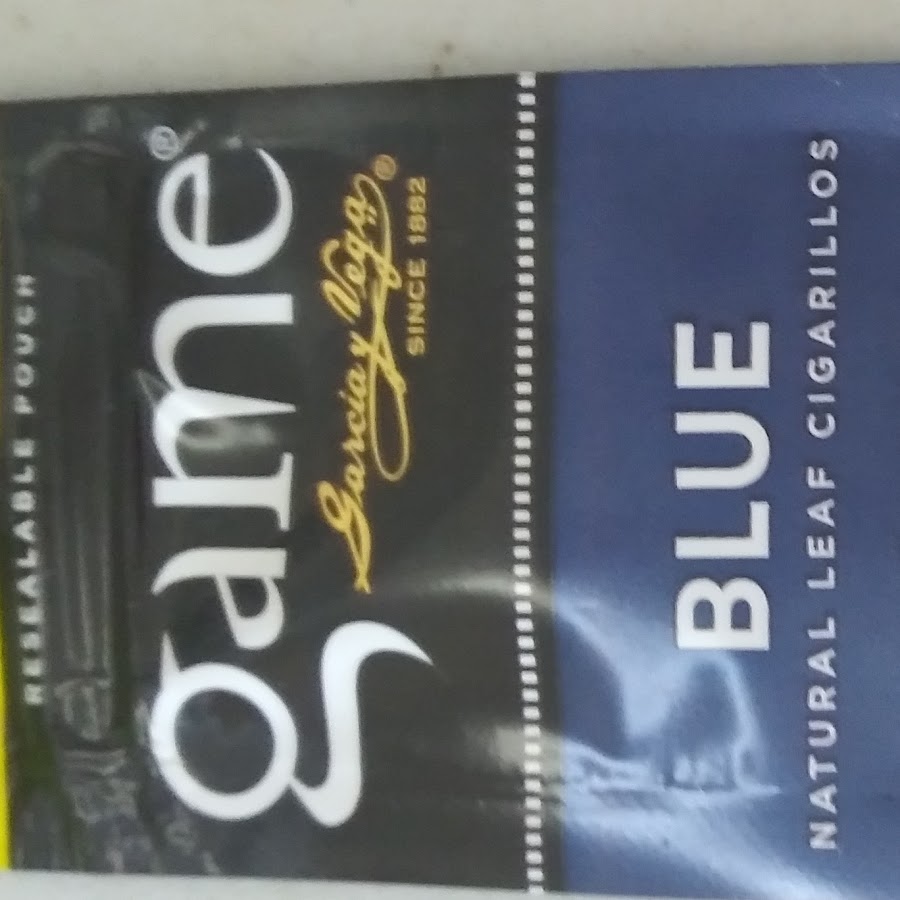 RESEALABLE POUCH
game®
Garcia y Vega®
SINCE 1882
BLUE
NATURAL LEAF CIGARILLOS